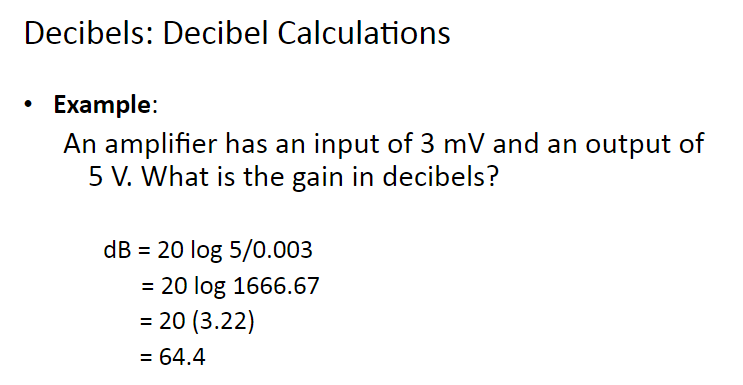 Decibels: Decibel Calculations
• Example:
An amplifier has an input of 3 mV and an output of
5 V. What is the gain in decibels?
dB = 20 log 5/0.003
= 20 log 1666.67
= 20 (3.22)
= 64.4